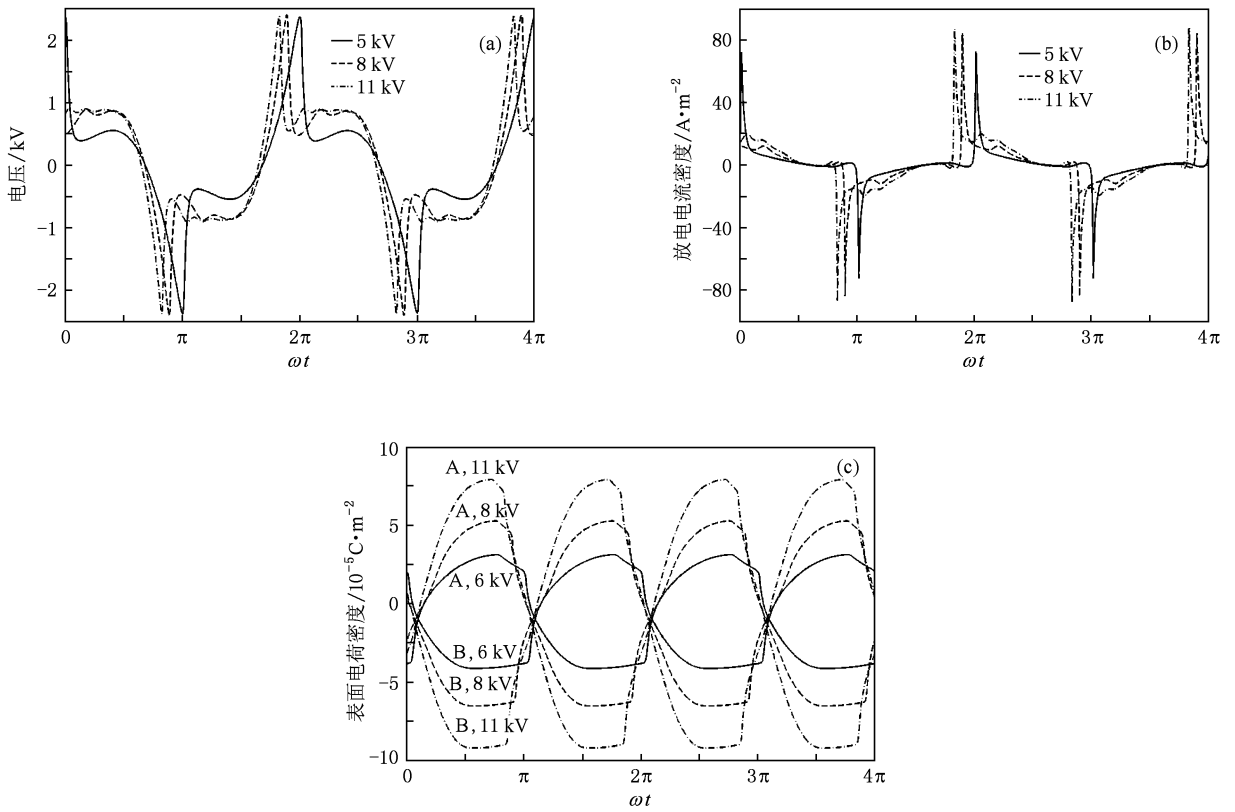 (a)
5 kV
8 kV
11 kV
电压/kV
2
1
0
−1
−2
0
π
2π
3π
4π
ωt
(b)
5 kV
8 kV
11 kV
放电电流密度/A•m⁻²
80
40
0
−40
−80
0
π
2π
3π
4π
ωt
(c)
A,11 kV
A,8 kV
A,6 kV
B,6 kV
B,8 kV
B,11 kV
表面电荷密度/10⁻⁵C•m⁻²
10
5
0
−5
−10
0
π
2π
3π
4π
ωt